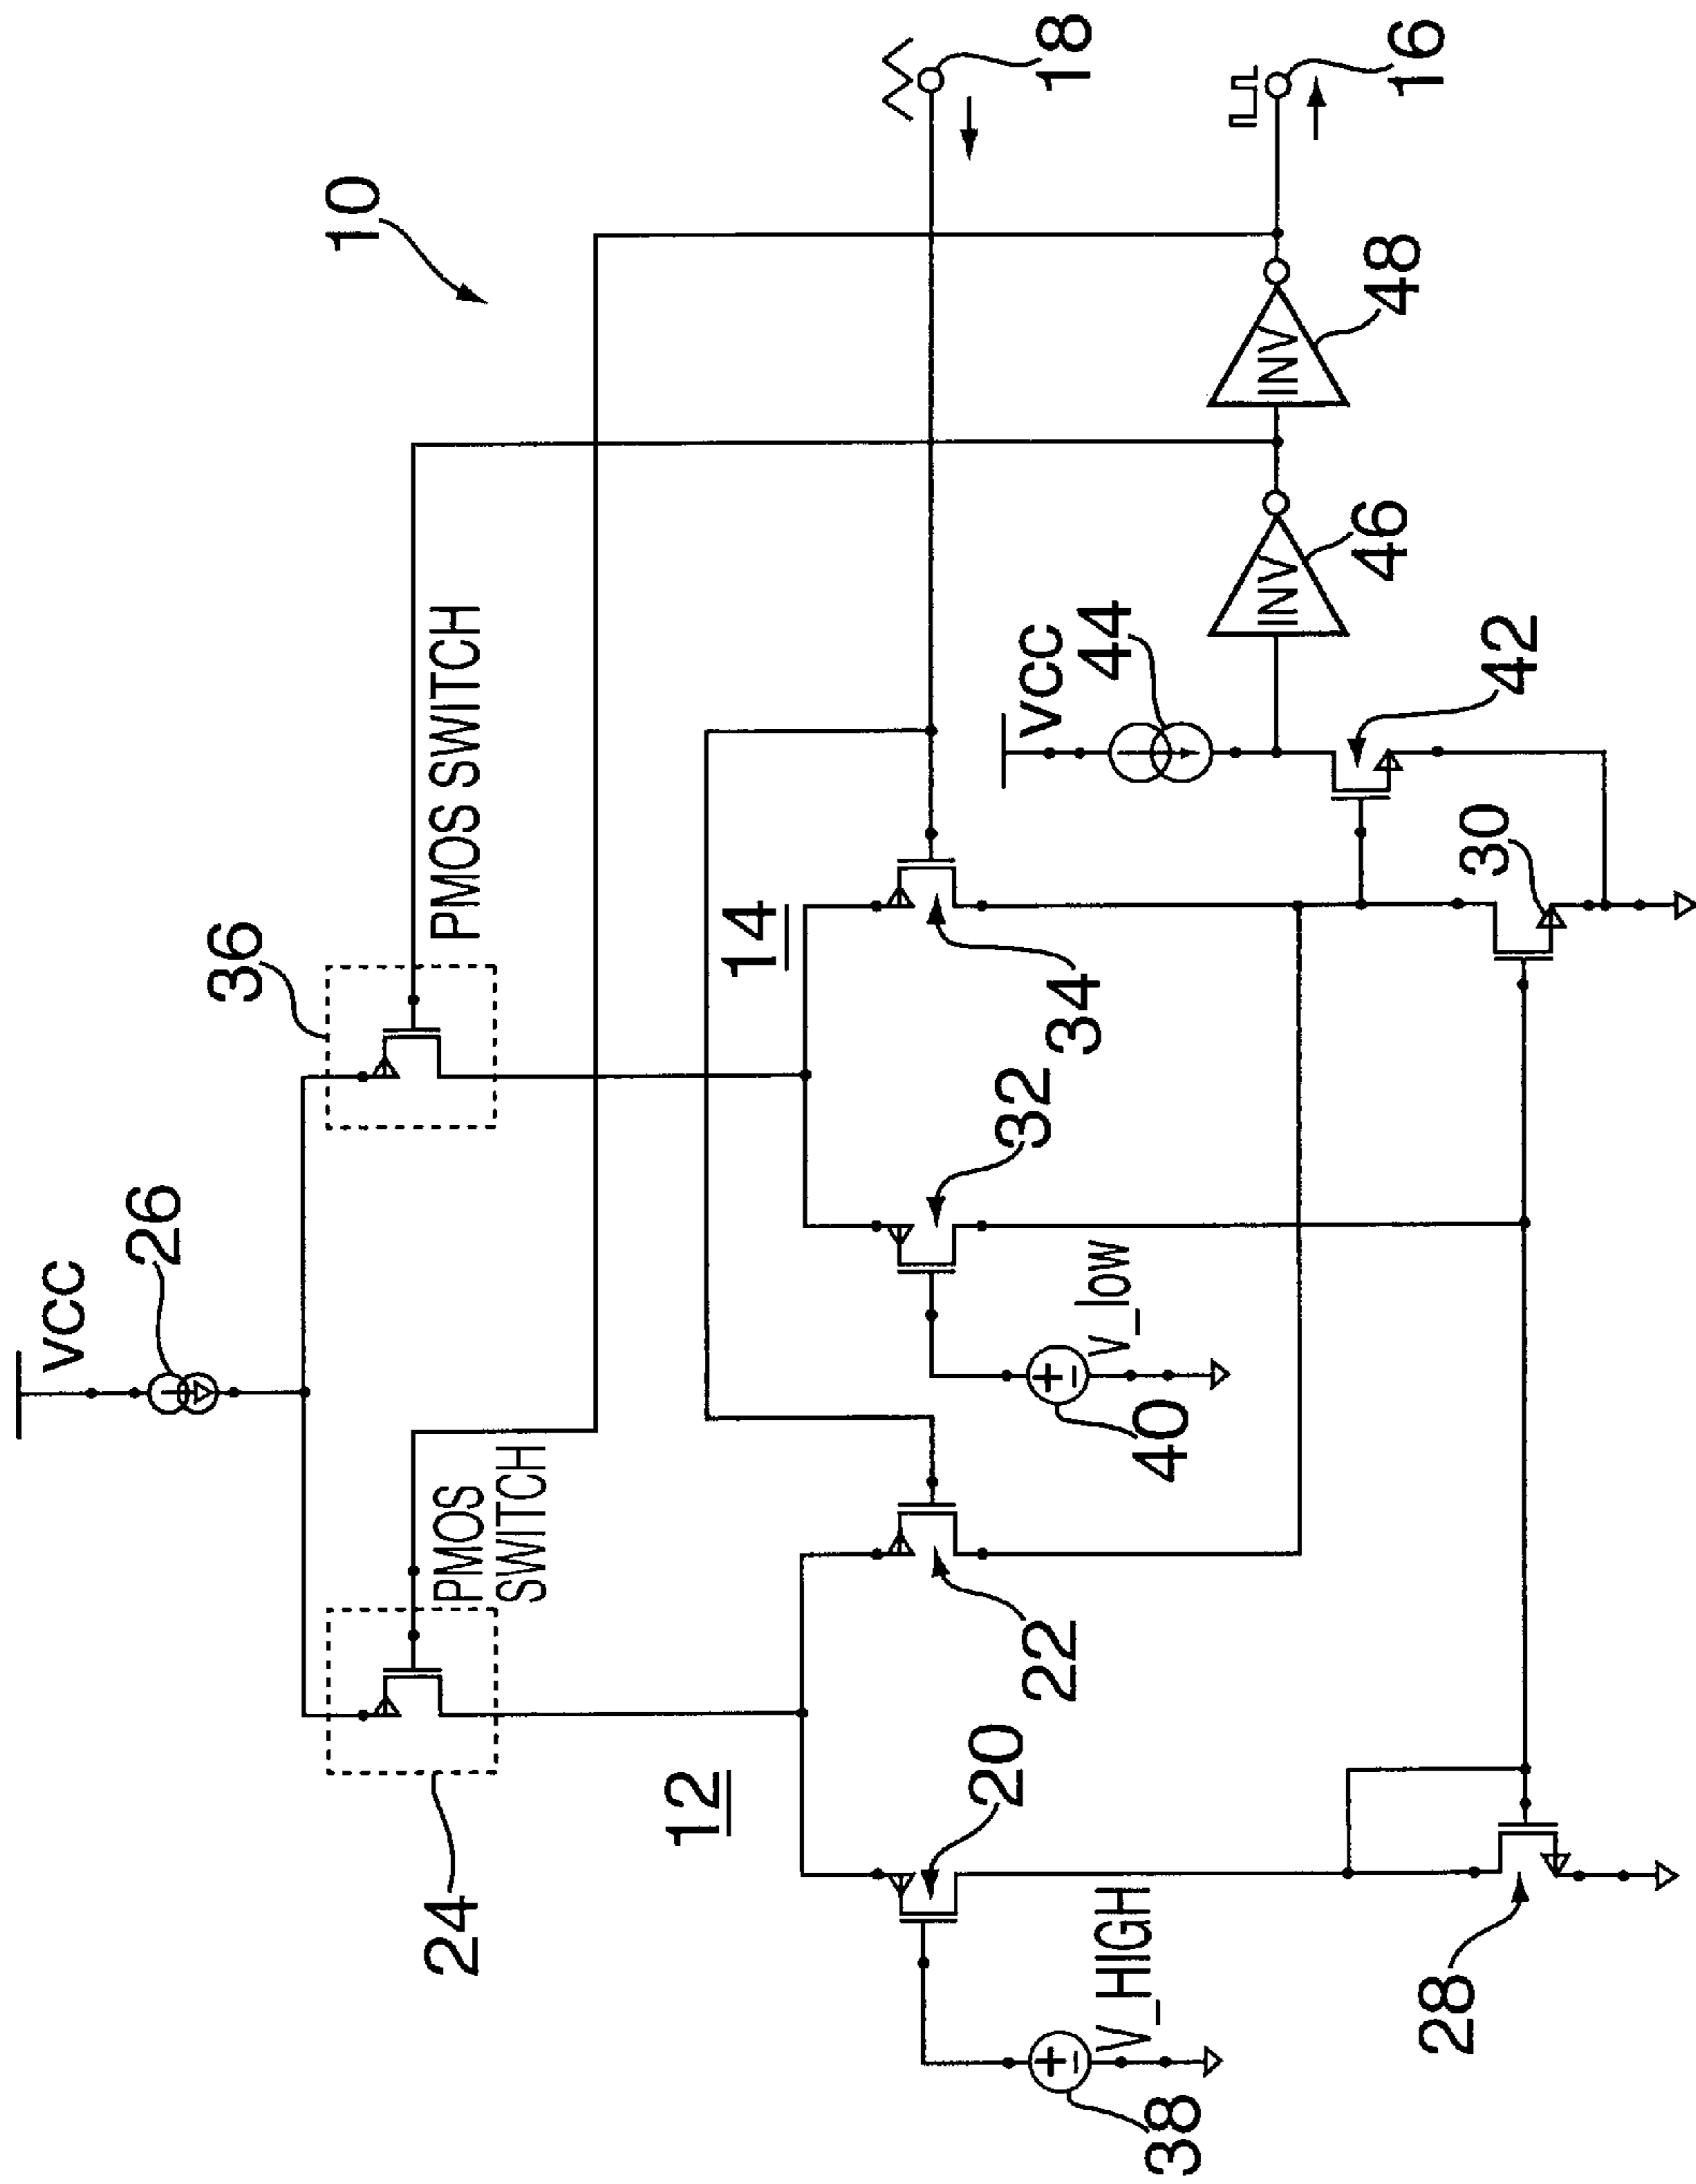 10
vcc
26
36
PMOS SWITCH
PMOS
SWITCH
24
12
14
18
20
22
32
34
V_HIGH
38
V_low
40
vcc
44
16
INV
46
INV
48
42
30
28